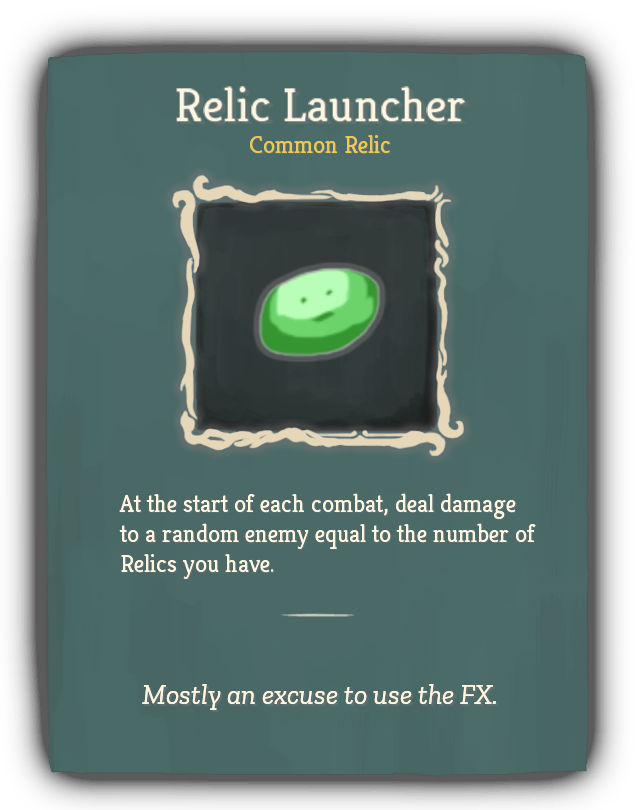 Relic Launcher
Common Relic
At the start of each combat, deal damage
to a random enemy equal to the number of
Relics you have.
Mostly an excuse to use the FX.